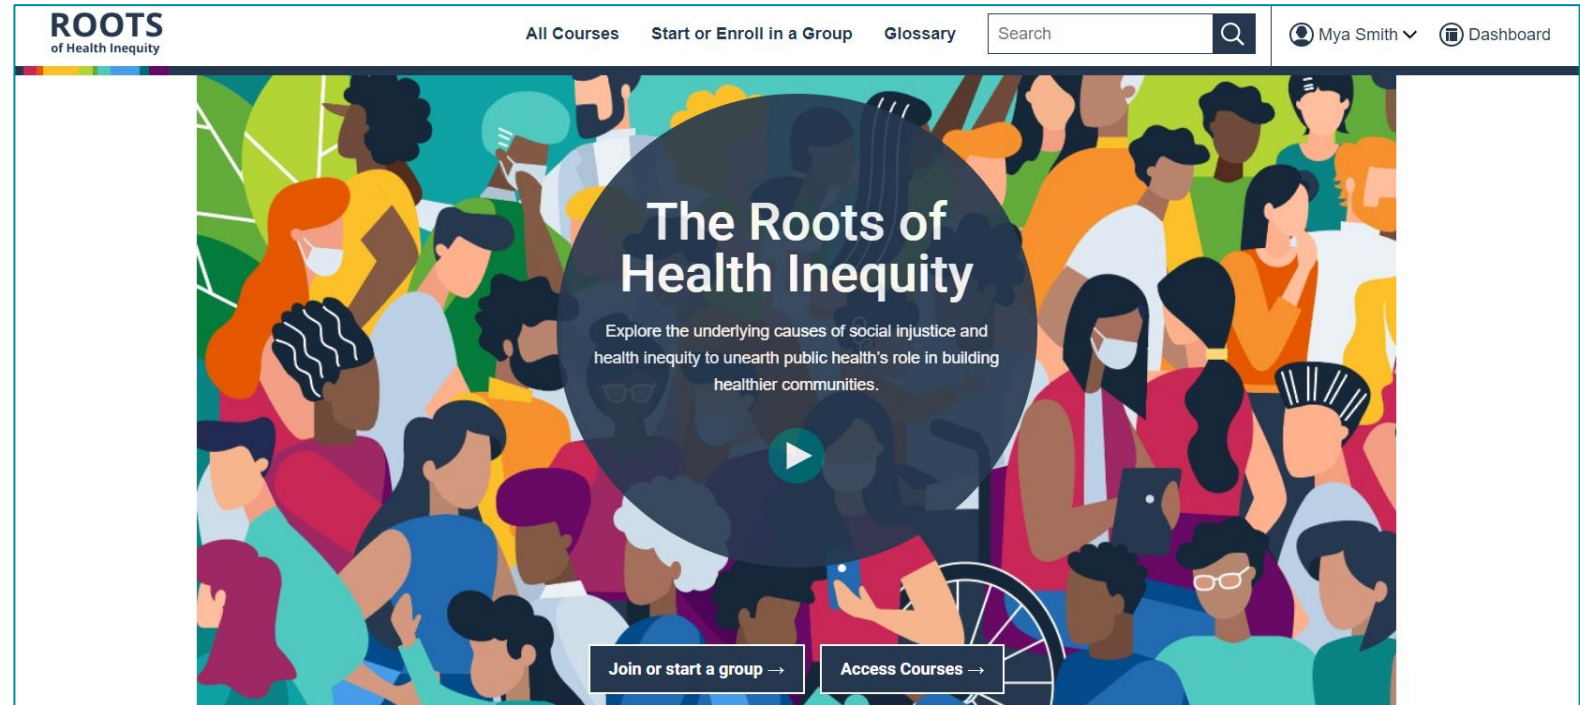 ROOTS
of Health Inequity
All Courses
Start or Enroll in a Group
Glossary
Search
Mya Smith
Dashboard
The Roots of
Health Inequity
Explore the underlying causes of social injustice and
health inequity to unearth public health's role in building
healthier communities.
Join or start a group →
Access Courses →